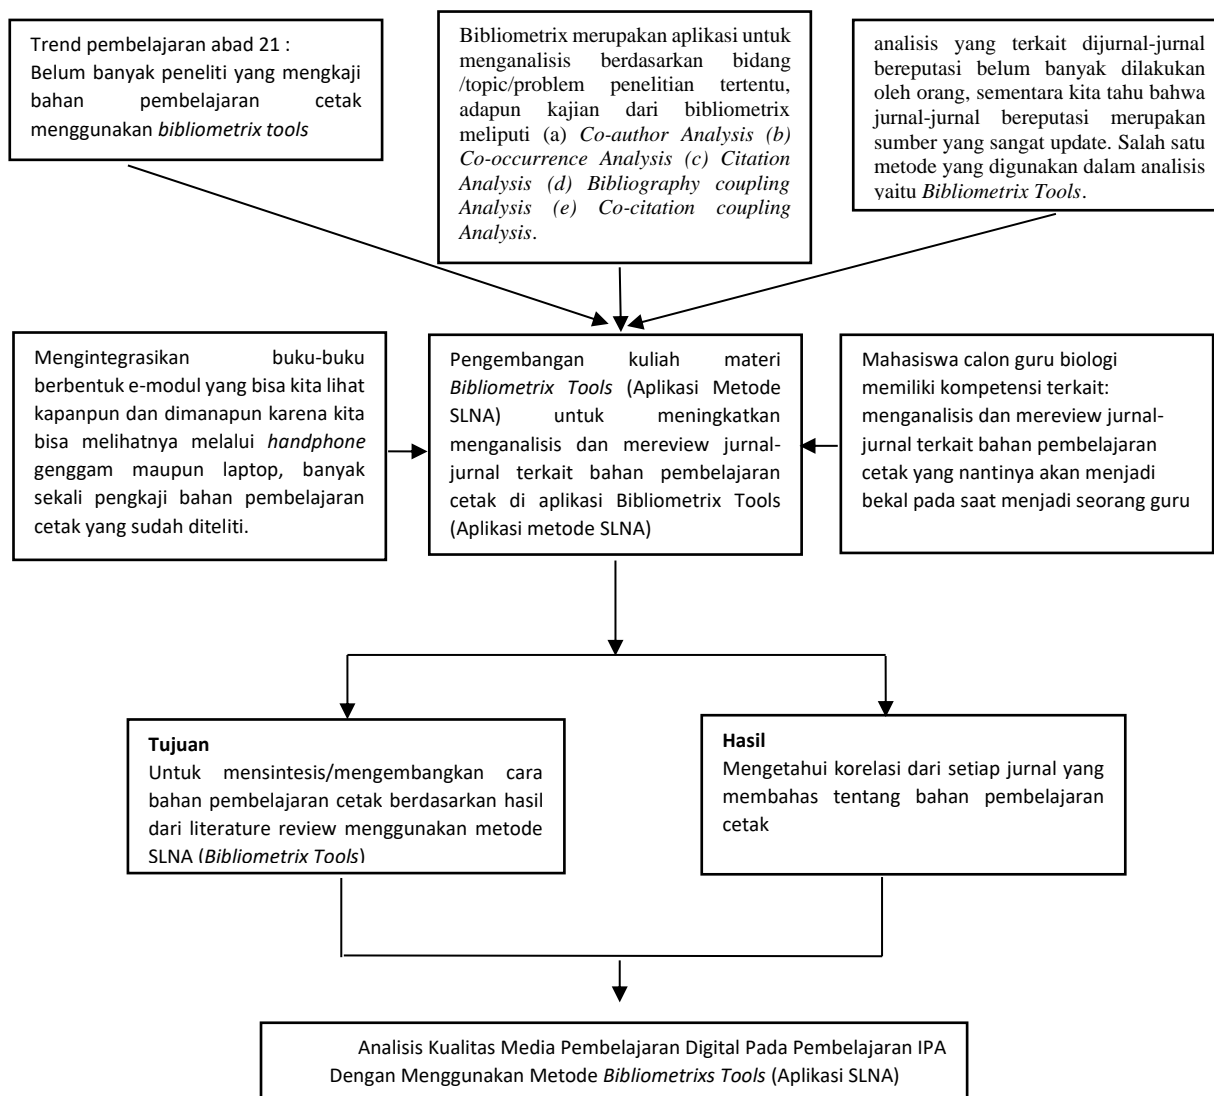 Trend pembelajaran abad 21 :
Belum banyak peneliti yang mengkaji
bahan pembelajaran cetak
menggunakan bibliometrix tools
Bibliometrix merupakan aplikasi untuk
menganalisis berdasarkan bidang
/topic/problem penelitian tertentu,
adapun kajian dari bibliometrix
meliputi (a) Co-author Analysis (b)
Co-occurrence Analysis (c) Citation
Analysis (d) Bibliography coupling
Analysis (e) Co-citation coupling
Analysis.
analisis yang terkait dijurnal-jurnal
bereputasi belum banyak dilakukan
oleh orang, sementara kita tahu bahwa
jurnal-jurnal bereputasi merupakan
sumber yang sangat update. Salah satu
metode yang digunakan dalam analisis
yaitu Bibliometrix Tools.
Mengintegrasikan buku-buku
berbentuk e-modul yang bisa kita lihat
kapanpun dan dimanapun karena kita
bisa melihatnya melalui handphone
genggam maupun laptop, banyak
sekali pengkaji bahan pembelajaran
cetak yang sudah diteliti.
Pengembangan kuliah materi
Bibliometrix Tools (Aplikasi Metode
SLNA) untuk meningkatkan
menganalisis dan mereview jurnal-
jurnal terkait bahan pembelajaran
cetak di aplikasi Bibliometrix Tools
(Aplikasi metode SLNA)
Mahasiswa calon guru biologi
memiliki kompetensi terkait:
menganalisis dan mereview jurnal-
jurnal terkait bahan pembelajaran
cetak yang nantinya akan menjadi
bekal pada saat menjadi seorang guru
Tujuan
Untuk mensintesis/mengembangkan cara
bahan pembelajaran cetak berdasarkan hasil
dari literature review menggunakan metode
SLNA (Bibliometrix Tools)
Hasil
Mengetahui korelasi dari setiap jurnal yang
membahas tentang bahan pembelajaran
cetak
Analisis Kualitas Media Pembelajaran Digital Pada Pembelajaran IPA
Dengan Menggunakan Metode Bibliometrixs Tools (Aplikasi SLNA)